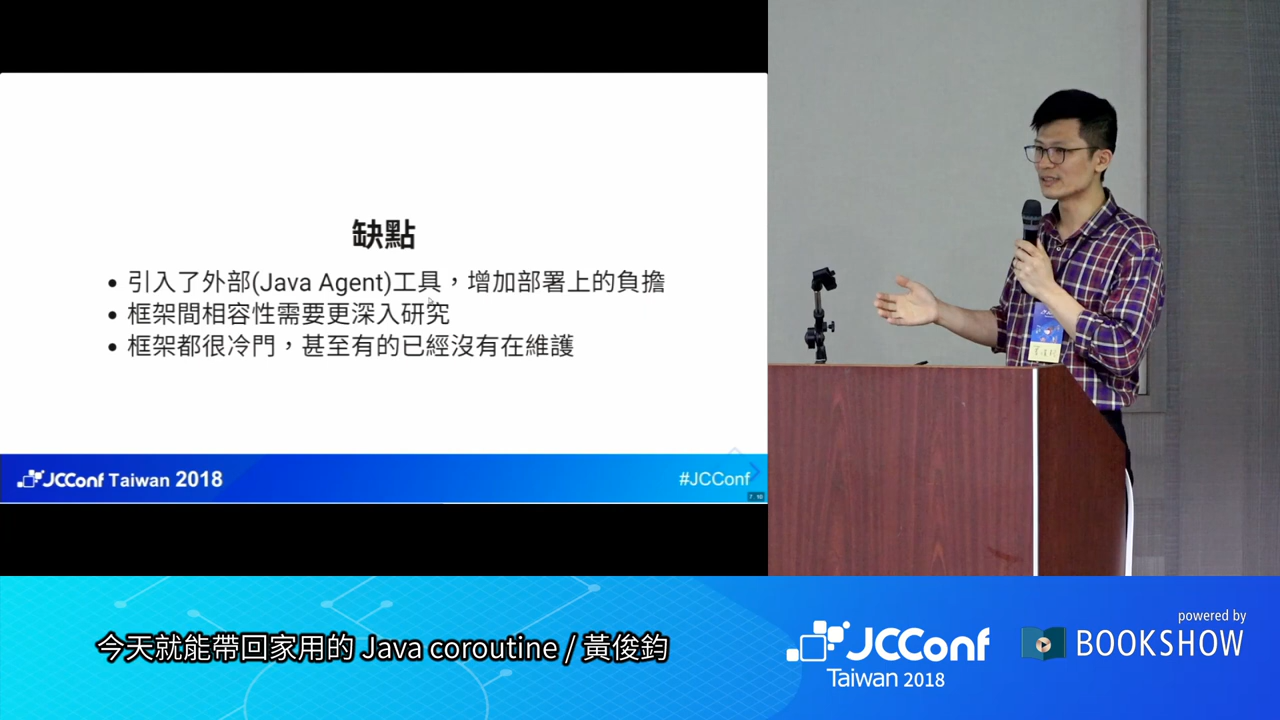 缺點
引入了外部(Java Agent)工具，增加部署上的負擔
框架間相容性需要更深入研究
框架都很冷門，甚至有的已經沒有在維護
JCConf Taiwan 2018
#JCConf
今天就能帶回家用的 Java coroutine / 黃俊鈞
JCConf
Taiwan 2018
powered by
BOOKSHOW